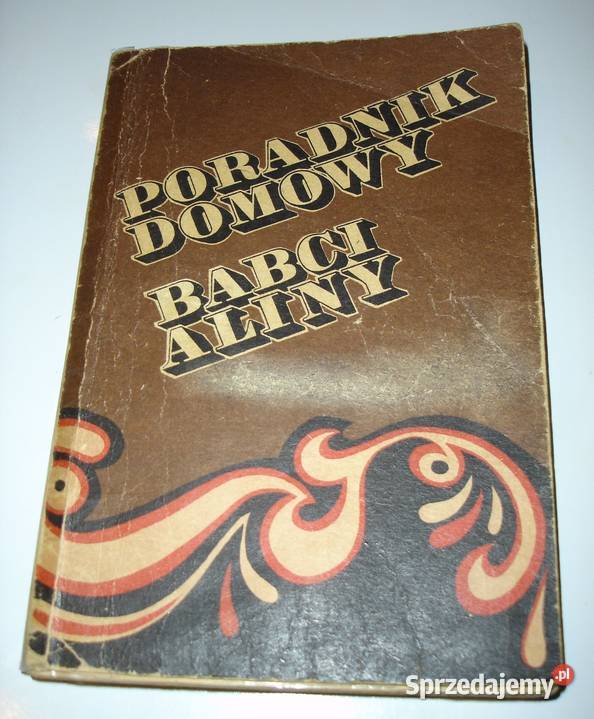 PORADNIK
DOMOWY
BABCI
ALINY
Sprzedajemy.pl